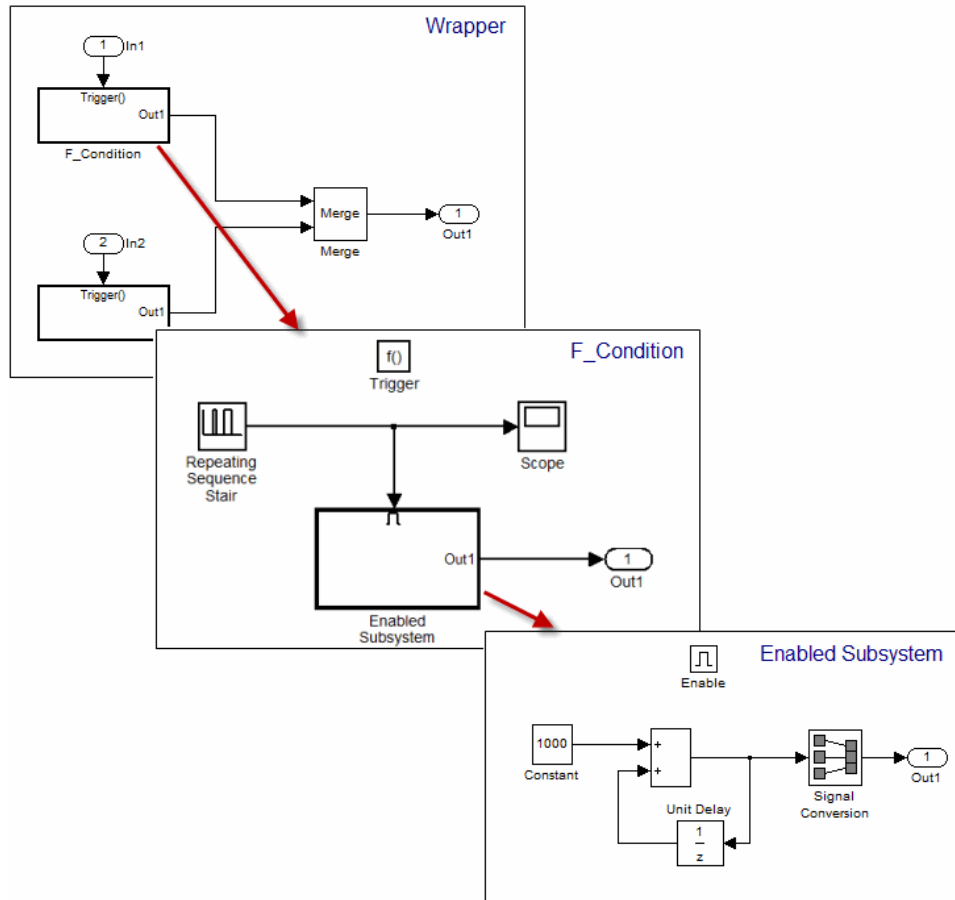 Wrapper
1
In1
Trigger()
Out1
F_Condition
Merge
Merge
1
Out1
2
In2
Trigger()
Out1
F_Condition
f()
Trigger
Repeating
Sequence
Stair
Scope
Out1
1
Out1
Enabled
Subsystem
Enabled Subsystem
Enable
1000
Constant
+
+
Unit Delay
1
z
Signal
Conversion
1
Out1